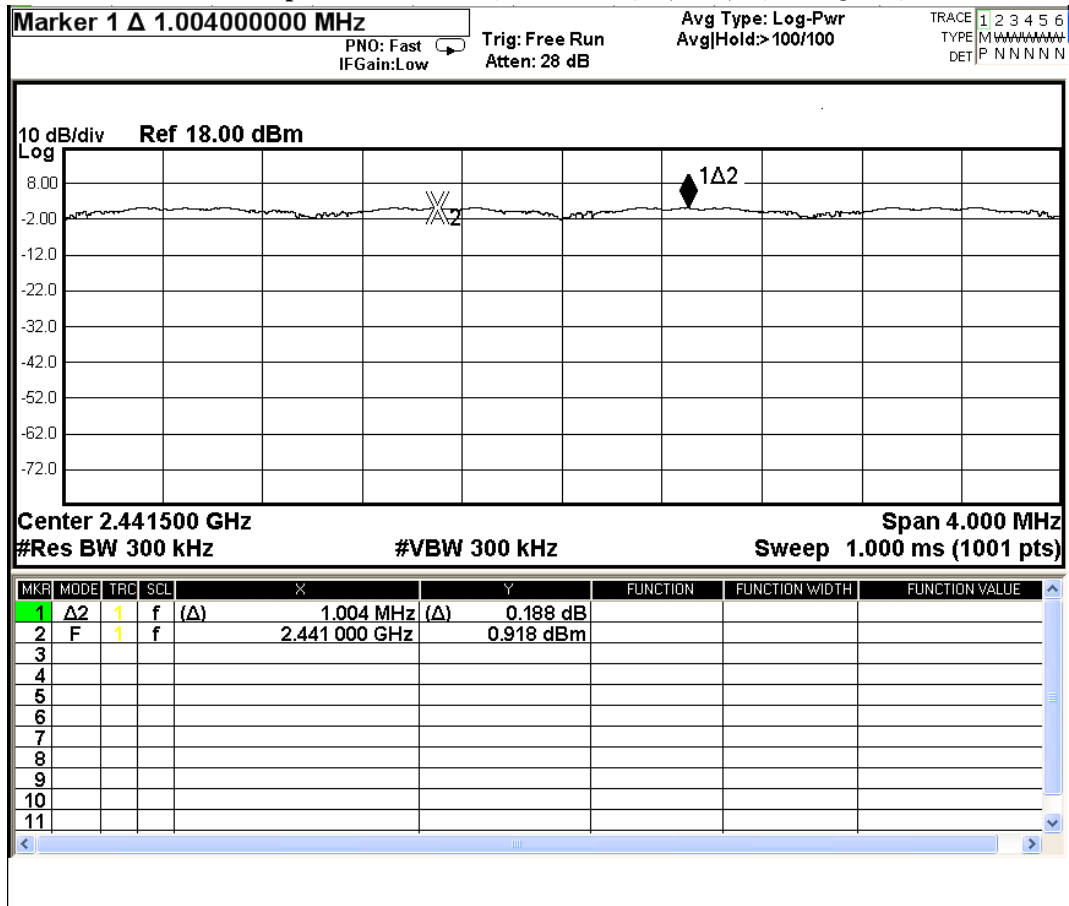 Marker 1 Δ 1.004000000 MHz
PNO: Fast
IFGain:Low
Trig: Free Run
Atten: 28 dB
Avg Type: Log-Pwr
Avg|Hold:>100/100
TRACE 1 2 3 4 5 6
TYPE M
DET P N N N N N
10 dB/div Ref 18.00 dBm
Log
8.00
-2.00
-12.0
-22.0
-32.0
-42.0
-52.0
-62.0
-72.0
1Δ2
2
Center 2.441500 GHz Span 4.000 MHz
#Res BW 300 kHz #VBW 300 kHz Sweep 1.000 ms (1001 pts)
MKR MODE TRC SCL X Y FUNCTION FUNCTION WIDTH FUNCTION VALUE
1 Δ2 1 f (Δ) 1.004 MHz (Δ) 0.188 dB
2 F 1 f 2.441 000 GHz 0.918 dBm
3
4
5
6
7
8
9
10
11